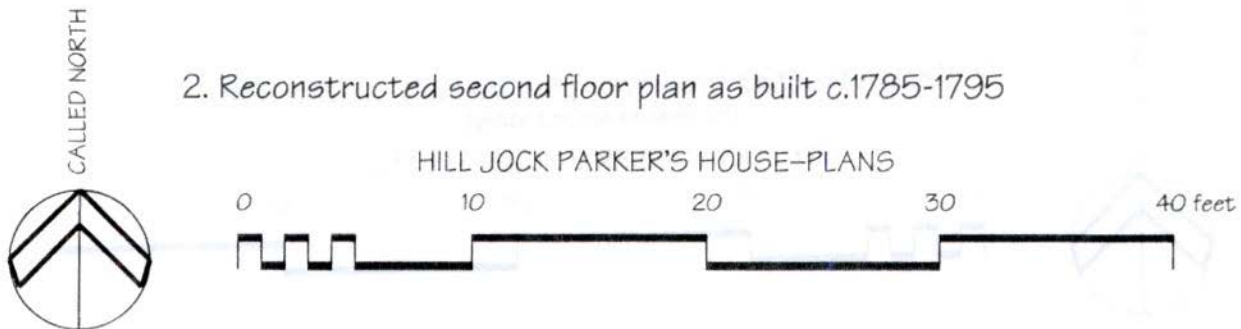 CALLED NORTH
2. Reconstructed second floor plan as built c.1785-1795
HILL JOCK PARKER'S HOUSE–PLANS
0 10 20 30 40 feet